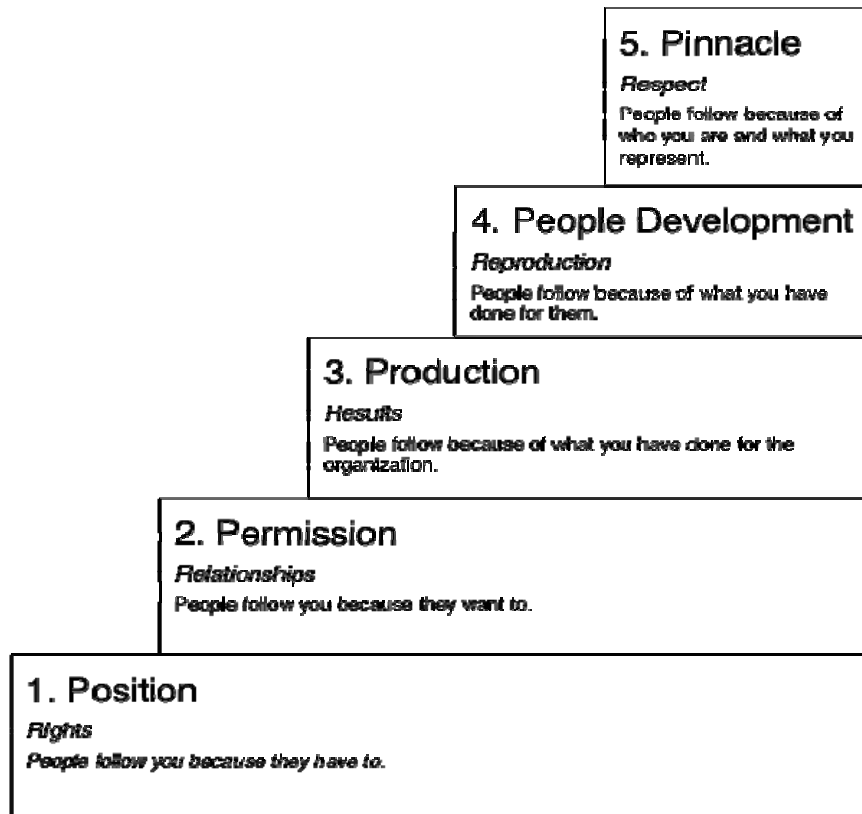 5. Pinnacle
Respect
People follow because of
who you are and what you
represent.
4. People Development
Reproduction
People follow because of what you have
done for them.
3. Production
Results
People follow because of what you have done for the
organization.
2. Permission
Relationships
People follow you because they want to.
1. Position
Rights
People follow you because they have to.